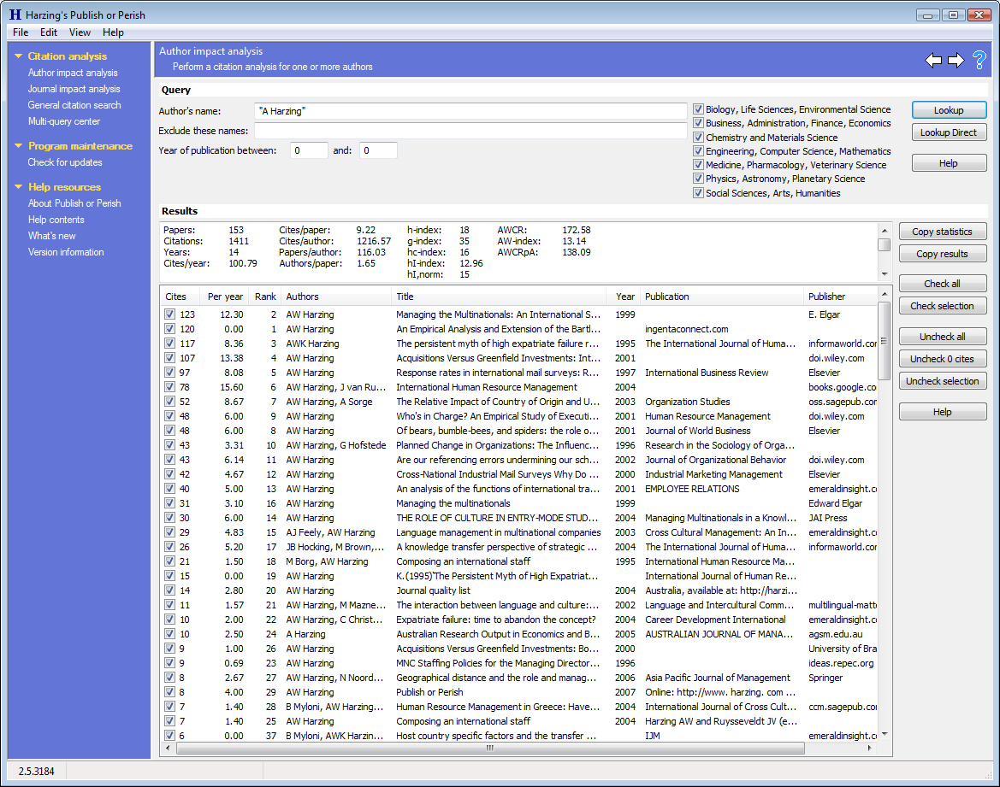 Harzing's Publish or Perish
File Edit View Help
Citation analysis
Author impact analysis
Journal impact analysis
General citation search
Multi-query center
Program maintenance
Check for updates
Help resources
About Publish or Perish
Help contents
What's new
Version information
Author impact analysis
Perform a citation analysis for one or more authors
Query
Author's name: "A Harzing"
Exclude these names:
Year of publication between: 0 and: 0
Biology, Life Sciences, Environmental Science
Business, Administration, Finance, Economics
Chemistry and Materials Science
Engineering, Computer Science, Mathematics
Medicine, Pharmacology, Veterinary Science
Physics, Astronomy, Planetary Science
Social Sciences, Arts, Humanities
Lookup
Lookup Direct
Help
Results
Papers: 153 Cites/paper: 9.22 h-index: 18 AWCR: 172.58
Citations: 1411 Cites/author: 1216.57 g-index: 35 AW-index: 13.14
Years: 14 Papers/author: 116.03 hc-index: 16 AWCRpA: 138.09
Cites/year: 100.79 Authors/paper: 1.65 hI-index: 12.96
hI,norm: 15
Copy statistics
Copy results
Check all
Check selection
Uncheck all
Uncheck 0 cites
Uncheck selection
Help
Cites Per year Rank Authors Title Year Publication Publisher
123 12.30 2 AW Harzing Managing the Multinationals: An International S... 1999 E. Elgar
120 0.00 1 AW Harzing An Empirical Analysis and Extension of the Bartl... ingentaconnect.com
117 8.36 3 AWK Harzing The persistent myth of high expatriate failure r... 1995 The International Journal of Huma... informaworld.com
107 13.38 4 AW Harzing Acquisitions Versus Greenfield Investments: Int... 2001 doi.wiley.com
97 8.08 5 AW Harzing Response rates in international mail surveys: R... 1997 International Business Review Elsevier
78 15.60 6 AW Harzing, J van Ru... International Human Resource Management 2004 books.google.co
52 8.67 7 AW Harzing, A Sorge The Relative Impact of Country of Origin and U... 2003 Organization Studies oss.sagepub.com
48 6.00 9 AW Harzing Who's in Charge? An Empirical Study of Executi... 2001 Human Resource Management doi.wiley.com
48 6.00 8 AW Harzing Of bears, bumble-bees, and spiders: the role o... 2001 Journal of World Business Elsevier
43 3.31 10 AW Harzing, G Hofstede Planned Change in Organizations: The Influenc... 1996 Research in the Sociology of Orga...
43 6.14 11 AW Harzing Are our referencing errors undermining our sch... 2002 Journal of Organizational Behavior doi.wiley.com
42 4.67 12 AW Harzing Cross-National Industrial Mail Surveys Why Do ... 2000 Industrial Marketing Management Elsevier
40 5.00 13 AW Harzing An analysis of the functions of international tra... 2001 EMPLOYEE RELATIONS emeraldinsight.c
31 3.10 16 AW Harzing Managing the multinationals 1999 Edward Elgar
30 6.00 14 AW Harzing THE ROLE OF CULTURE IN ENTRY-MODE STUD... 2004 Managing Multinationals in a Knowl... JAI Press
29 4.83 15 AJ Feely, AW Harzing Language management in multinational companies 2003 Cross Cultural Management: An In... emeraldinsight.c
26 5.20 17 JB Hocking, M Brown,... A knowledge transfer perspective of strategic ... 2004 The International Journal of Huma... informaworld.com
21 1.50 18 M Borg, AW Harzing Composing an international staff 1995 International Human Resource Ma...
15 0.00 19 AW Harzing K.(1995)'The Persistent Myth of High Expatriat... International Journal of Human Re...
14 2.80 20 AW Harzing Journal quality list 2004 Australia, available at: http://harzi...
11 1.57 21 AW Harzing, M Mazne... The interaction between language and culture:... 2002 Language and Intercultural Comm... multilingual-matt
10 2.00 22 AW Harzing, C Christ... Expatriate failure: time to abandon the concept? 2004 Career Development International emeraldinsight.c
10 2.50 24 A Harzing Australian Research Output in Economics and B... 2005 AUSTRALIAN JOURNAL OF MANA... agsm.edu.au
9 1.00 26 AW Harzing Acquisitions Versus Greenfield Investments: Bo... 2000 University of Bra
9 0.69 23 AW Harzing MNC Staffing Policies for the Managing Director... 1996 ideas.repec.org
8 2.67 27 AW Harzing, N Noord... Geographical distance and the role and manag... 2006 Asia Pacific Journal of Management Springer
8 4.00 29 AW Harzing Publish or Perish 2007 Online: http://www. harzing. com ...
7 1.40 28 B Myloni, AW Harzing... Human Resource Management in Greece: Have... 2004 International Journal of Cross Cult... ccm.sagepub.com
7 1.40 25 AW Harzing Composing an international staff 2004 Harzing AW and Ruysseveldt JV (e...
6 0.00 37 B Myloni, AWK Harzin... Host country specific factors and the transfer ... IJM emeraldinsight.c
2.5.3184